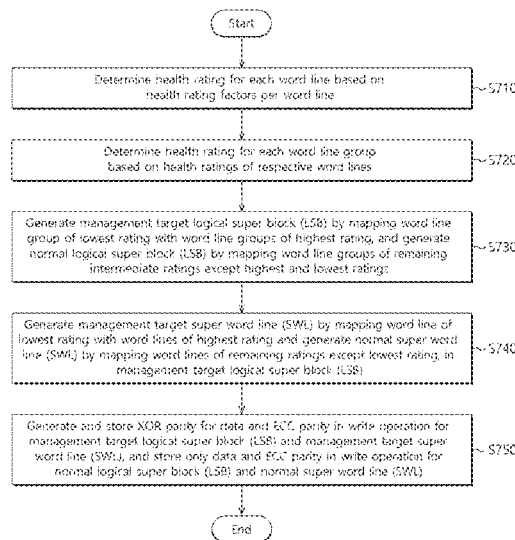 Start
Determine health rating for each word line based on
health rating factors per word line
S710
Determine health rating for each word line group
based on health ratings of respective word lines
S720
Generate management target logical super block (LSB) by mapping word line
group of lowest rating with word line groups of highest rating, and generate
normal logical super block (LSB) by mapping word line groups of remaining
intermediate ratings except highest and lowest ratings
S730
Generate management target super word line (SWL) by mapping word line of
lowest rating with word lines of highest rating and generate normal super word
line (SWL) by mapping word lines of remaining ratings except lowest rating, in
management target logical super block (LSB)
S740
Generate and store XOR parity for data and ECC parity in write operation for
management target logical super block (LSB) and management target super
word line (SWL), and store only data and ECC parity in write operation for
normal logical super block (LSB) and normal super word line (SWL)
S750
End